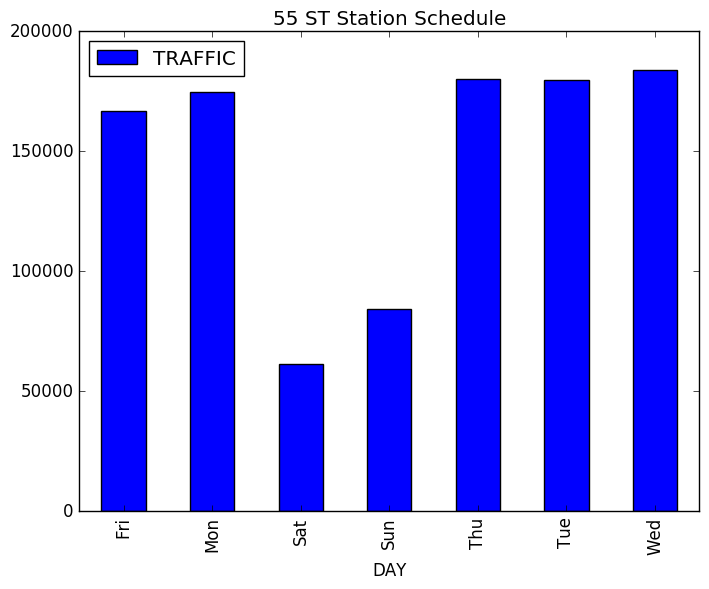 55 ST Station Schedule
TRAFFIC
200000
150000
100000
50000
0
Fri
Mon
Sat
Sun
Thu
Tue
Wed
DAY